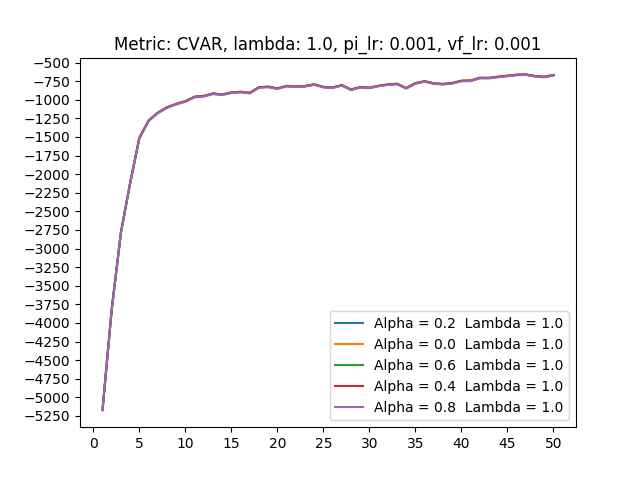 Metric: CVAR, lambda: 1.0, pi_lr: 0.001, vf_lr: 0.001
−500
−750
−1000
−1250
−1500
−1750
−2000
−2250
−2500
−2750
−3000
−3250
−3500
−3750
−4000
−4250
−4500
−4750
−5000
−5250
Alpha = 0.2 Lambda = 1.0
Alpha = 0.0 Lambda = 1.0
Alpha = 0.6 Lambda = 1.0
Alpha = 0.4 Lambda = 1.0
Alpha = 0.8 Lambda = 1.0
0 5 10 15 20 25 30 35 40 45 50